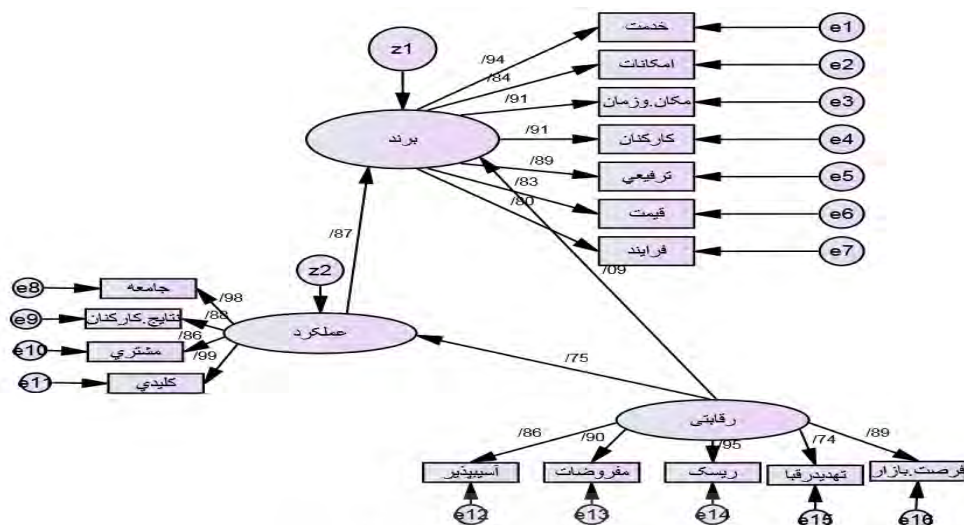 خدمت
e1
z1
/94
امکانات
e2
/84
مکان.وزمان
e3
/91
برند
/91
کارکنان
e4
/89
ترفیعي
e5
/83
قیمت
e6
/80
فرایند
e7
/87
/09
z2
e8
جامعه
/98
e9
نتایج.کارکنان
/88
عملکرد
e10
مشتري
/86
e11
کلیدي
/99
/75
رقابتی
/86
/90
/95
/74
/89
آسیبپذیر
مفروضات
ریسک
تهدیدرقبا
فرصت.بازار
e12
e13
e14
e15
e16